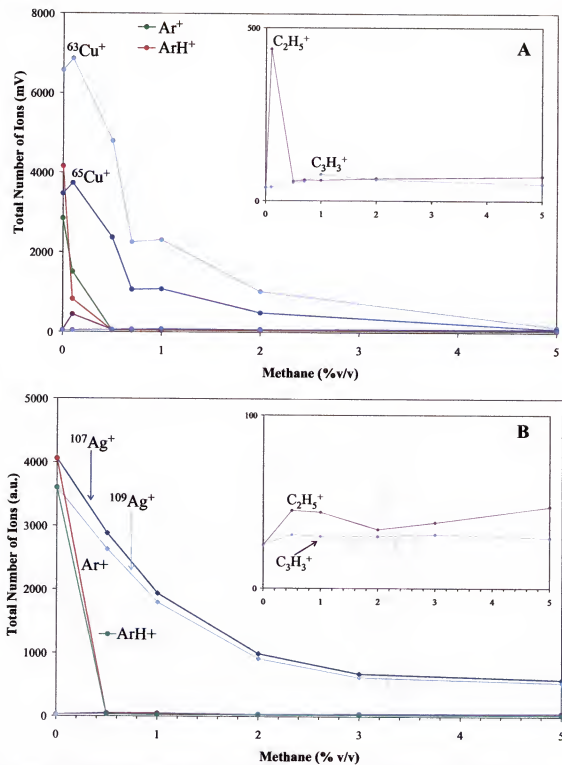 8000
6000
4000
2000
0
Total Number of Ions (mV)
⁶³Cu⁺
⁶⁵Cu⁺
Ar⁺
ArH⁺
A
500
C₂H₅⁺
C₃H₃⁺
0
0 1 2 3 4 5
0 1 2 3 4 5
Methane (%v/v)
5000
4000
3000
2000
1000
0
Total Number of Ions (a.u.)
¹⁰⁷Ag⁺
¹⁰⁹Ag⁺
Ar+
ArH+
B
100
C₂H₅⁺
C₃H₃⁺
0
0 1 2 3 4 5
0 1 2 3 4 5
Methane (% v/v)